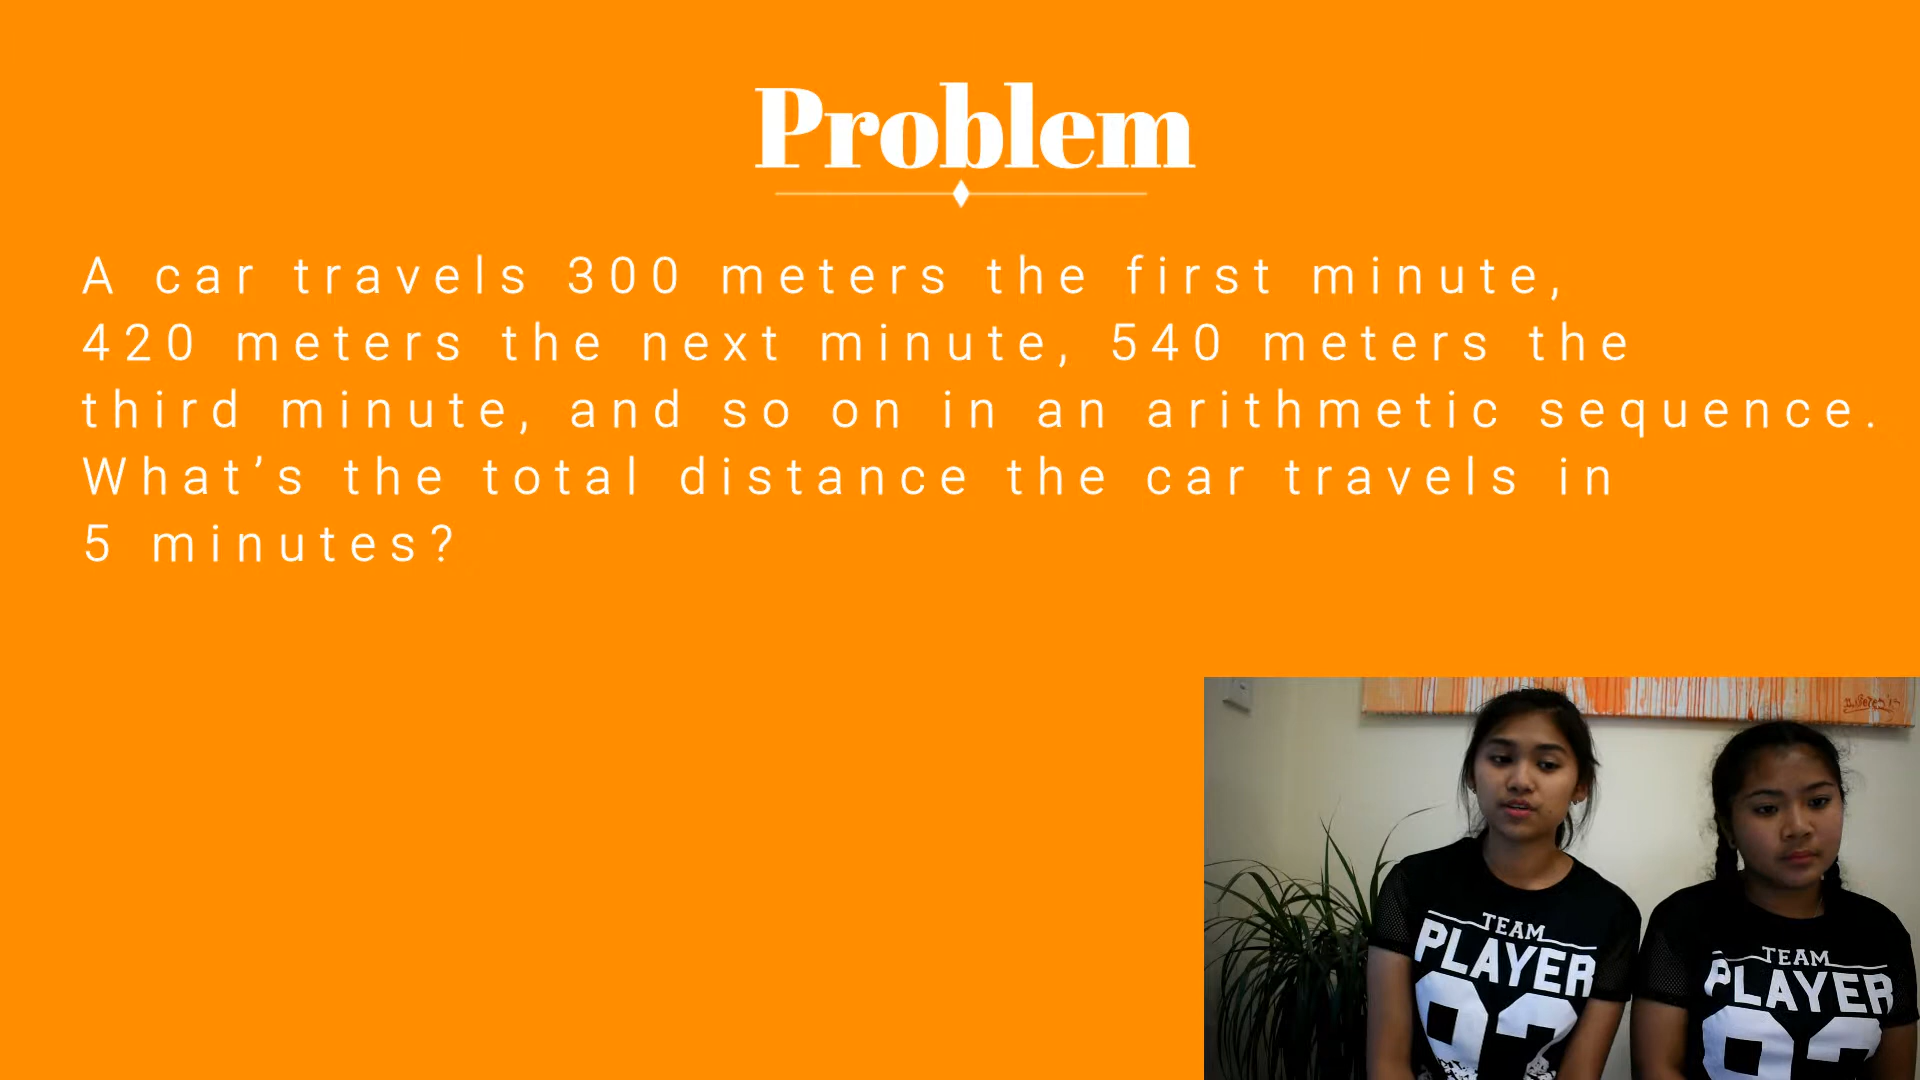 Problem
A car travels 300 meters the first minute,
420 meters the next minute, 540 meters the
third minute, and so on in an arithmetic sequence.
What’s the total distance the car travels in
5 minutes?
TEAM
PLAYER
TEAM
PLAYER